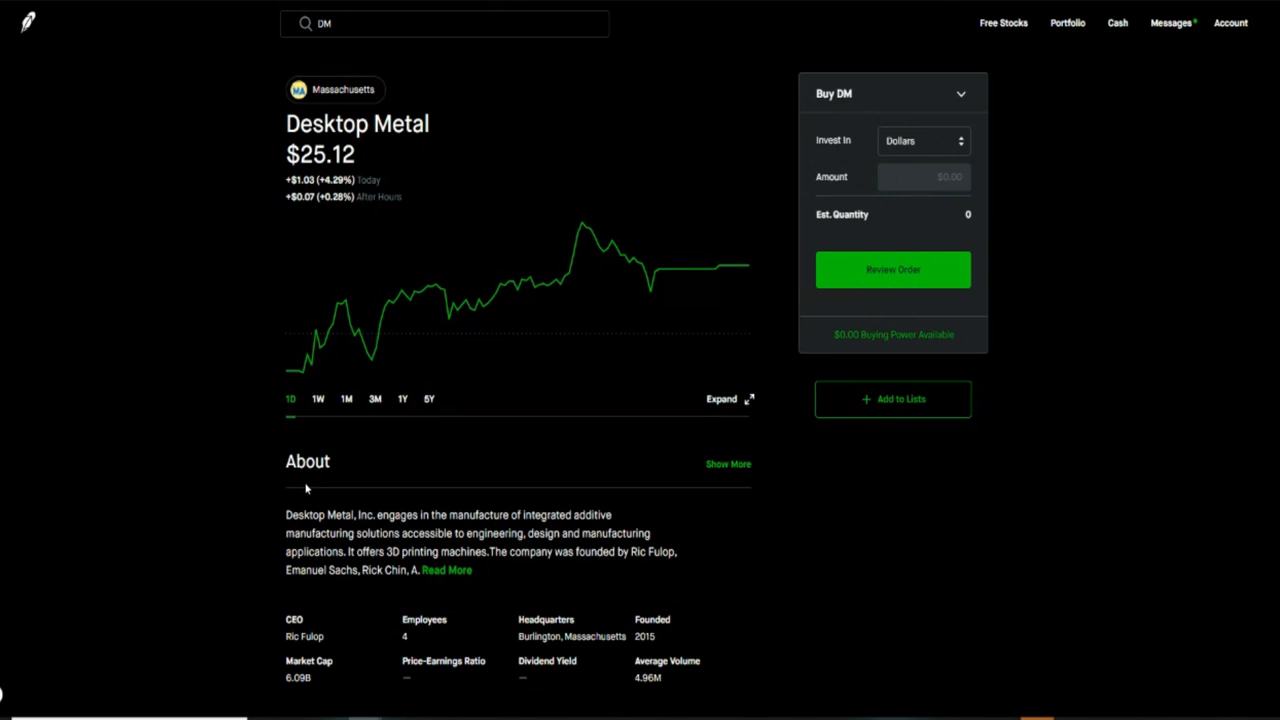 DM
Free Stocks Portfolio Cash Messages Account
MA Massachusetts
Desktop Metal
$25.12
+$1.03 (+4.29%) Today
+$0.07 (+0.28%) After Hours
1D 1W 1M 3M 1Y 5Y Expand
Buy DM
Invest In Dollars
Amount $0.00
Est. Quantity 0
Review Order
$0.00 Buying Power Available
+ Add to Lists
About Show More
Desktop Metal, Inc. engages in the manufacture of integrated additive
manufacturing solutions accessible to engineering, design and manufacturing
applications. It offers 3D printing machines.The company was founded by Ric Fulop,
Emanuel Sachs, Rick Chin, A. Read More
CEO Employees Headquarters Founded
Ric Fulop 4 Burlington, Massachusetts 2015
Market Cap Price-Earnings Ratio Dividend Yield Average Volume
6.09B — — 4.96M